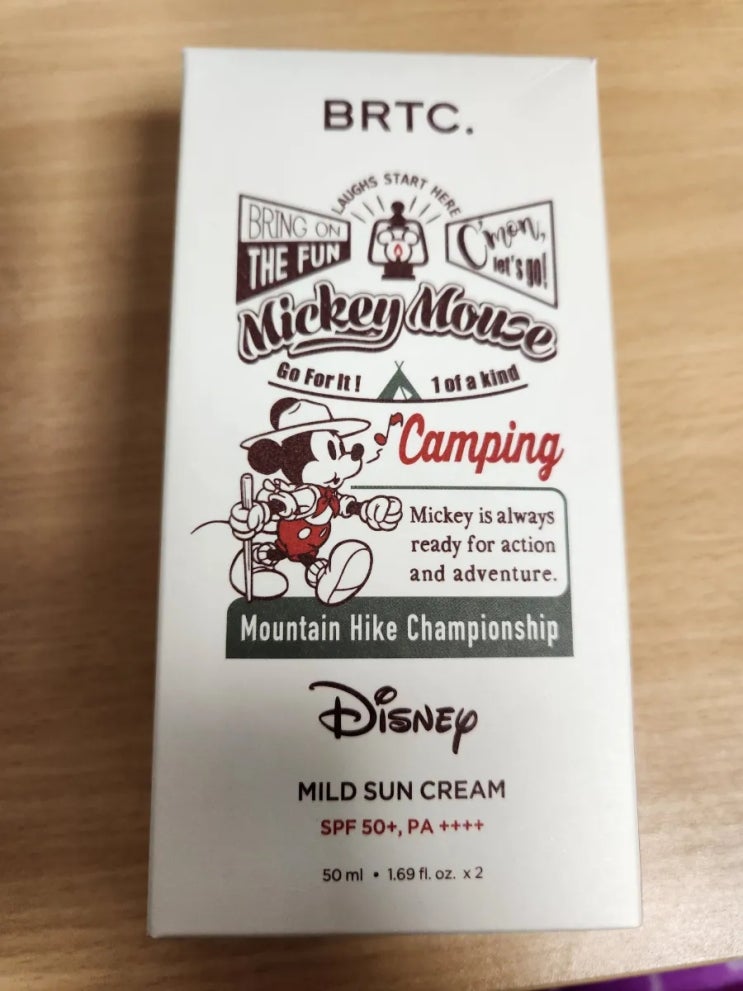 BRTC.
LAUGHS START HERE
BRING ON
THE FUN
C'mon,
let's go!
Mickey Mouse
Go For It! 1 of a kind
Camping
Mickey is always
ready for action
and adventure.
Mountain Hike Championship
Disney
MILD SUN CREAM
SPF 50+, PA ++++
50 ml • 1.69 fl. oz. x 2